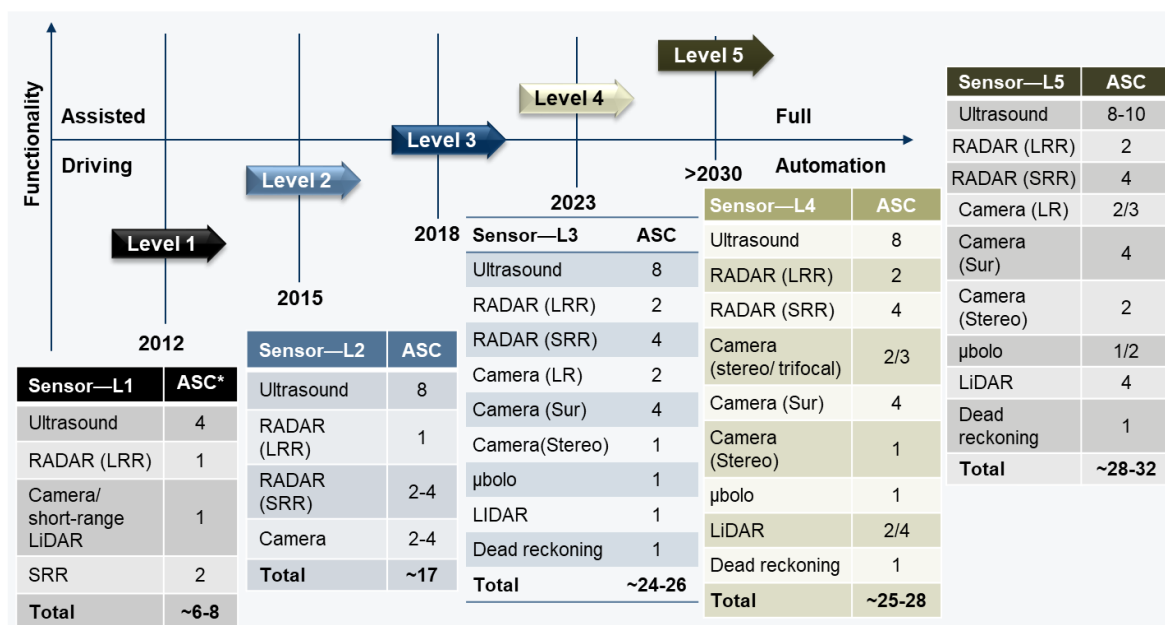 Functionality
Assisted
Driving
Full
Automation
Level 1
Level 2
Level 3
Level 4
Level 5
2012
2015
2018
2023
>2030
Sensor—L1 ASC*
Ultrasound 4
RADAR (LRR) 1
Camera/
short-range
LiDAR 1
SRR 2
Total ~6-8
Sensor—L2 ASC
Ultrasound 8
RADAR
(LRR) 1
RADAR
(SRR) 2-4
Camera 2-4
Total ~17
Sensor—L3 ASC
Ultrasound 8
RADAR (LRR) 2
RADAR (SRR) 4
Camera (LR) 2
Camera (Sur) 4
Camera(Stereo) 1
µbolo 1
LIDAR 1
Dead reckoning 1
Total ~24-26
Sensor—L4 ASC
Ultrasound 8
RADAR (LRR) 2
RADAR (SRR) 4
Camera
(stereo/ trifocal) 2/3
Camera (Sur) 4
Camera
(Stereo) 1
µbolo 1
LiDAR 2/4
Dead reckoning 1
Total ~25-28
Sensor—L5 ASC
Ultrasound 8-10
RADAR (LRR) 2
RADAR (SRR) 4
Camera (LR) 2/3
Camera
(Sur) 4
Camera
(Stereo) 2
µbolo 1/2
LiDAR 4
Dead
reckoning 1
Total ~28-32